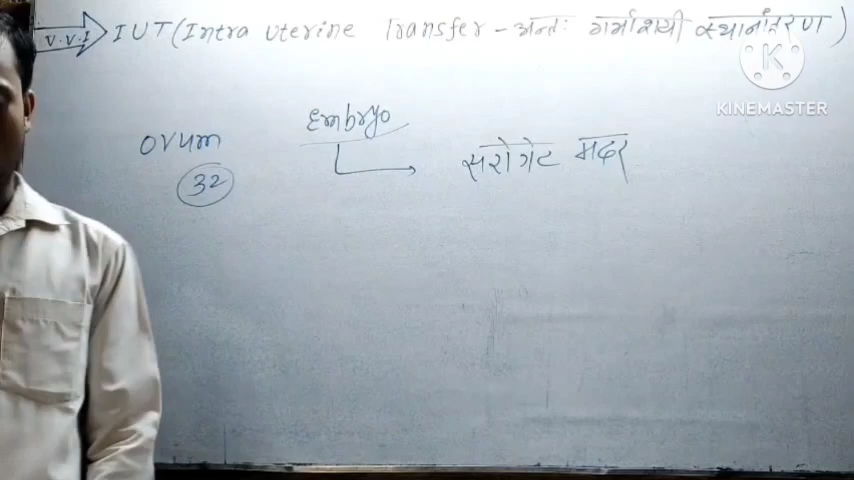 V.V.I IUT (Intra Uterine Transfer - अन्तः गर्भाशयी स्थानांतरण)
KINEMASTER
Ovum Embryo सरोगेट मदर
32